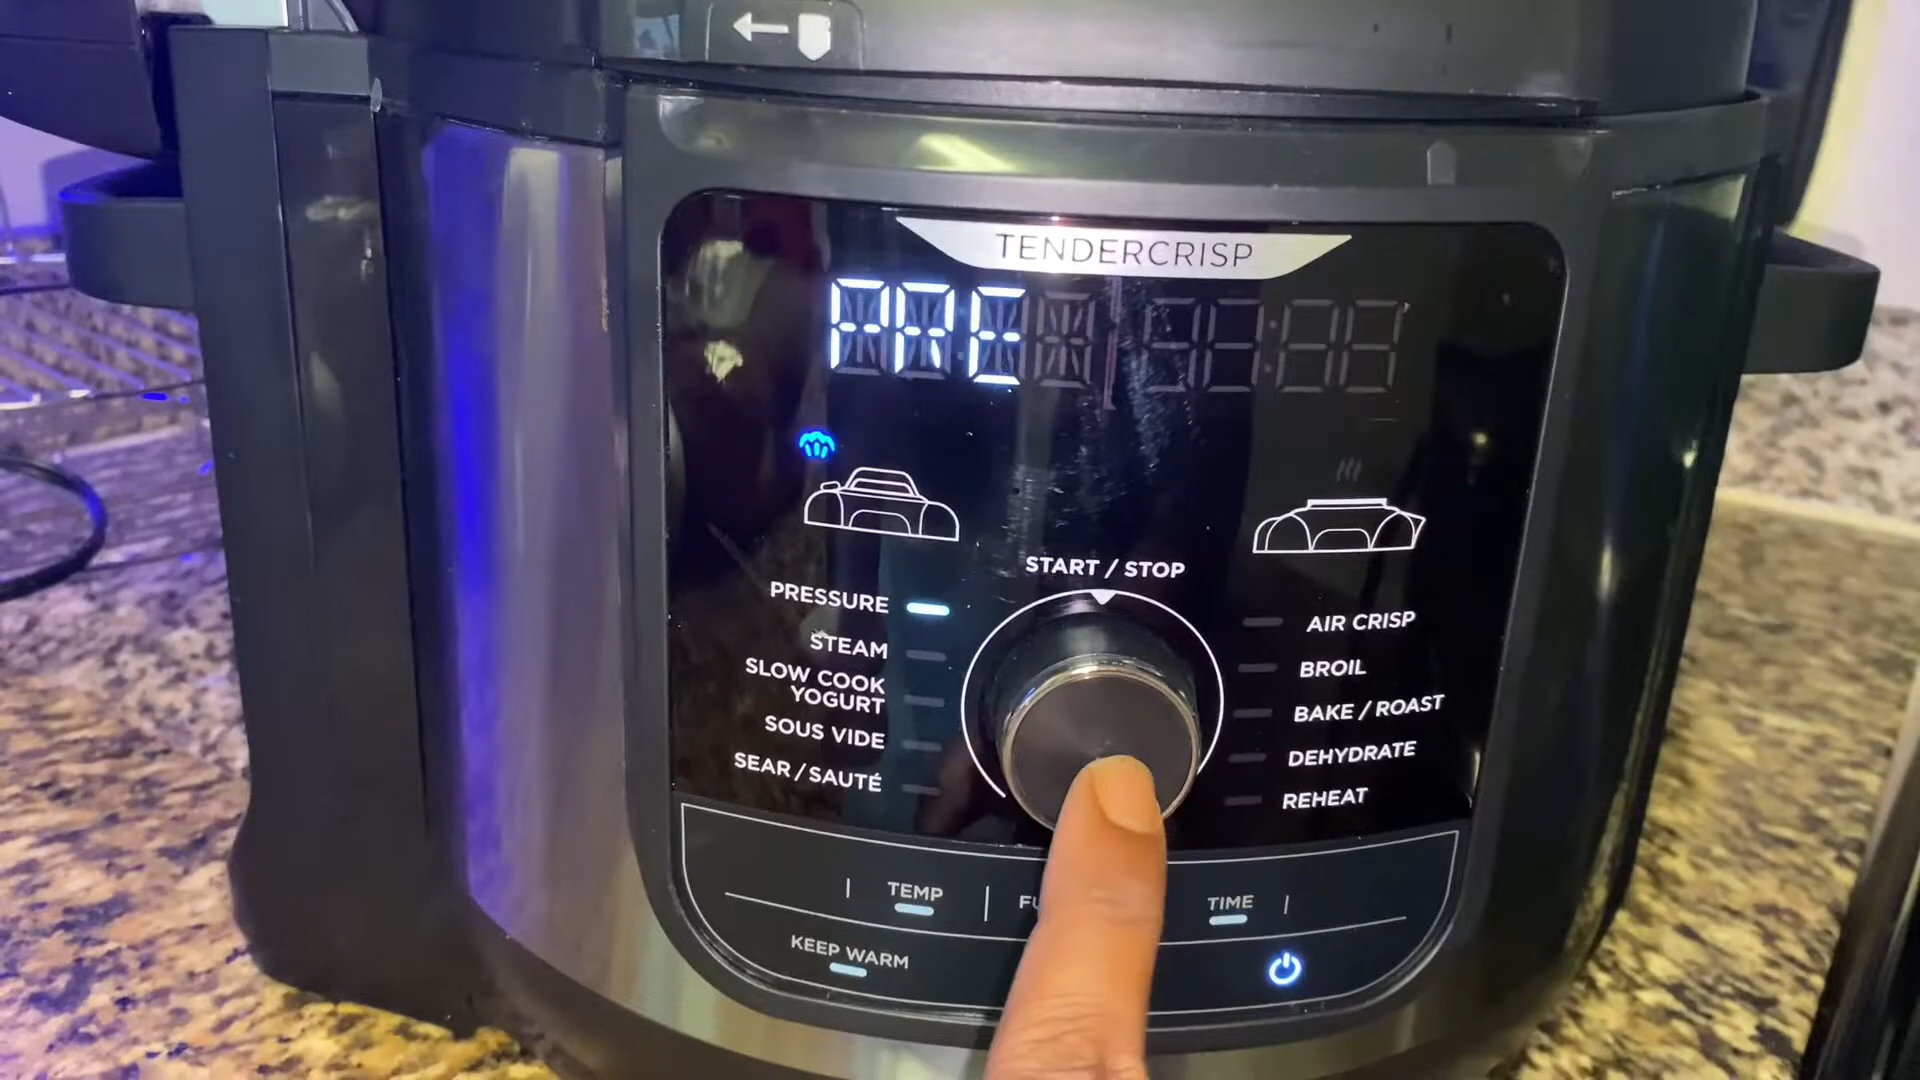 TENDERCRISP
PRE
START / STOP
PRESSURE
STEAM
SLOW COOK
YOGURT
SOUS VIDE
SEAR / SAUTÉ
AIR CRISP
BROIL
BAKE / ROAST
DEHYDRATE
REHEAT
TEMP
TIME
KEEP WARM